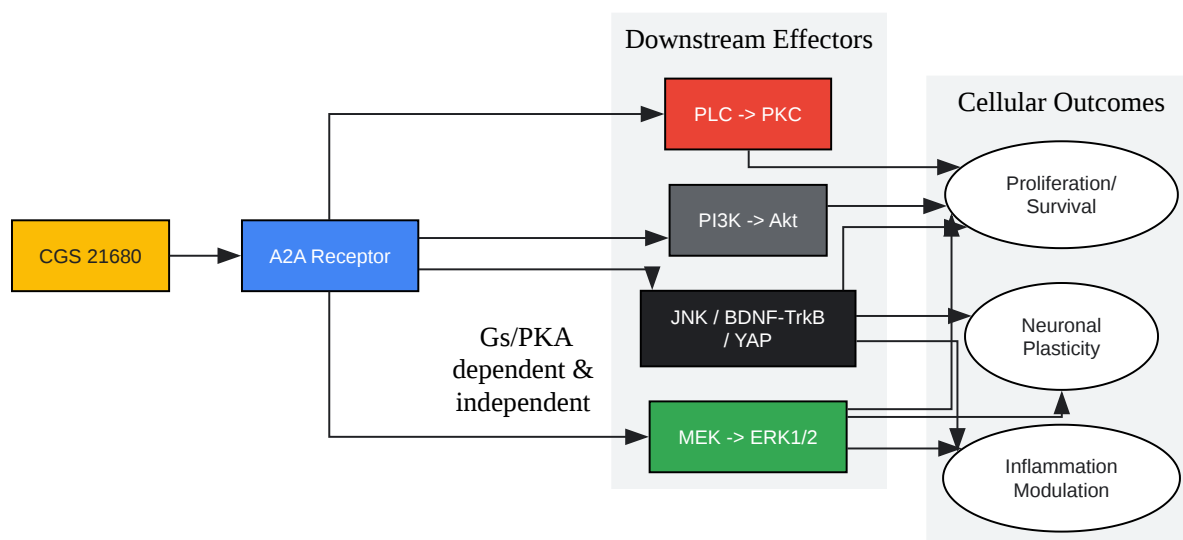 Downstream Effectors
Cellular Outcomes
PLC -> PKC
Proliferation/
Survival
PI3K -> Akt
CGS 21680
A2A Receptor
JNK / BDNF-TrkB
/ YAP
Neuronal
Plasticity
Gs/PKA
dependent &
independent
MEK -> ERK1/2
Inflammation
Modulation